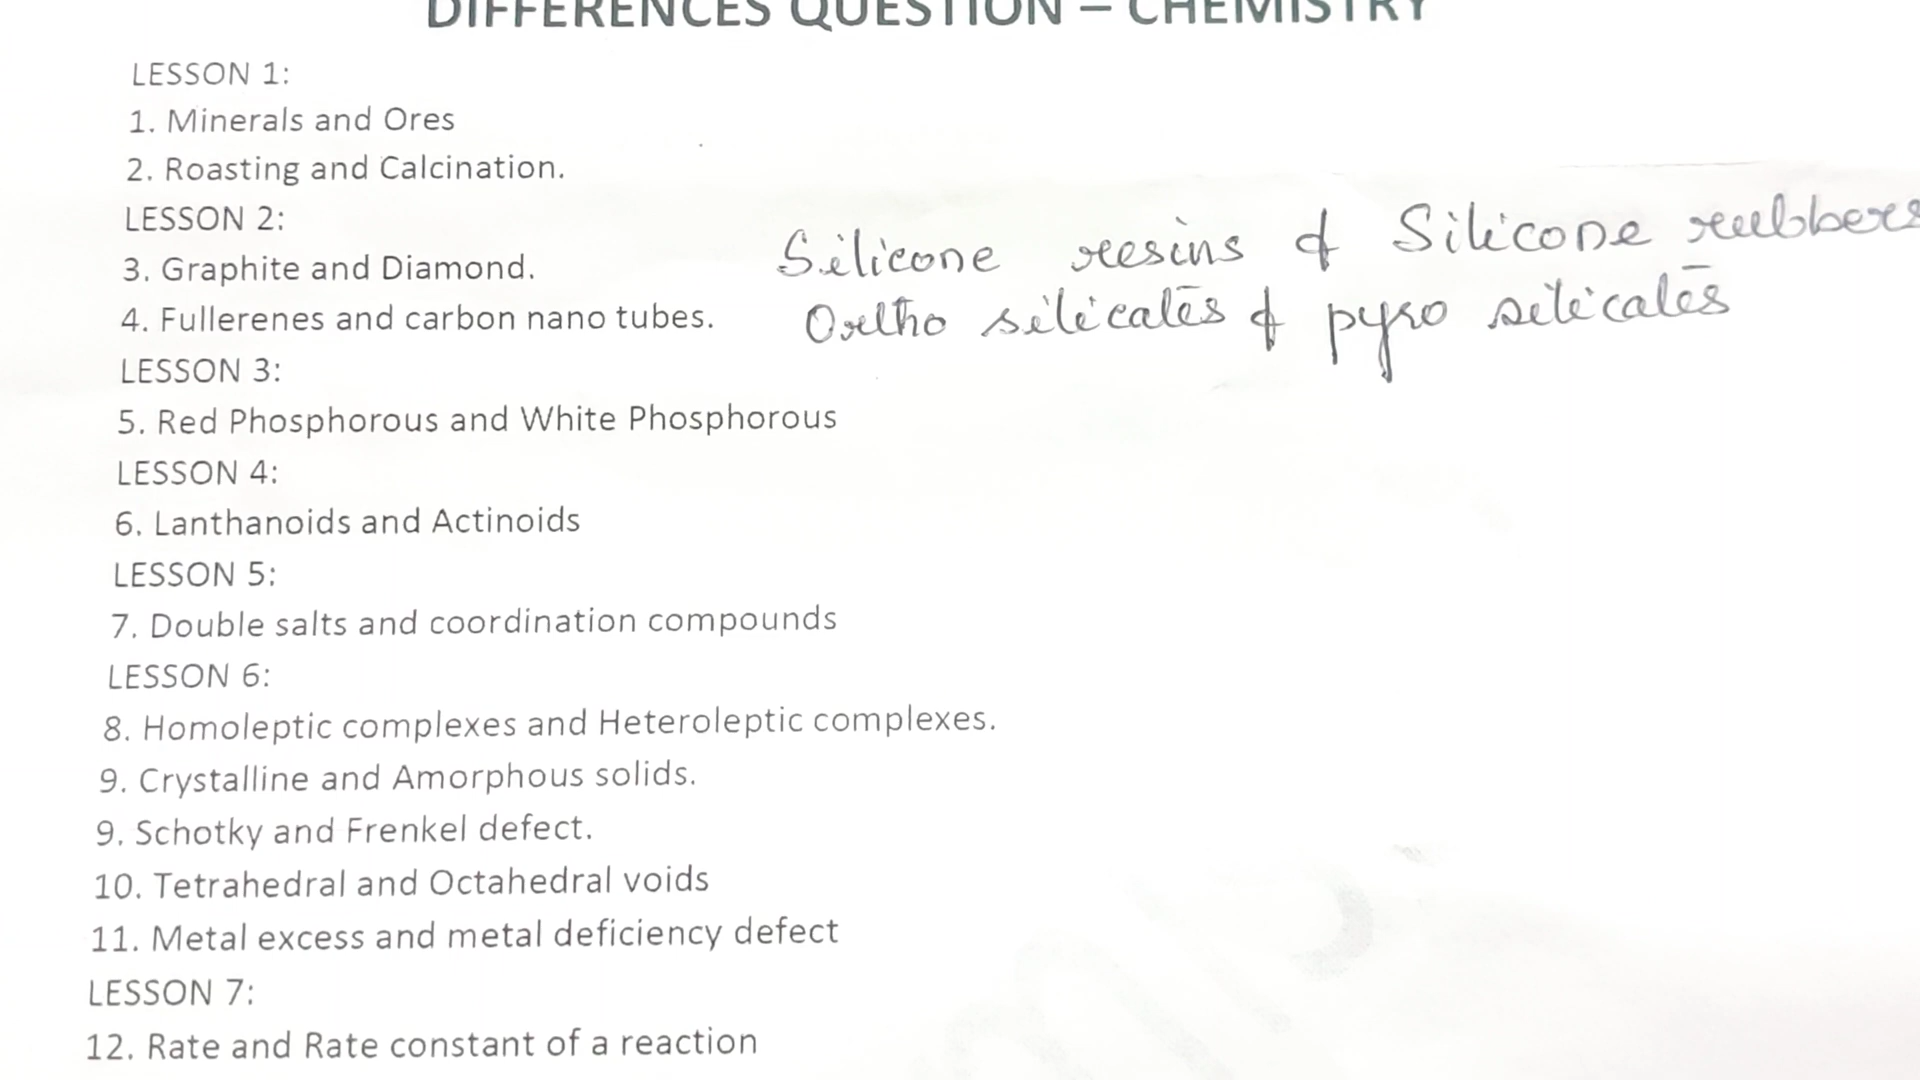 DIFFERENCES QUESTION – CHEMISTRY
LESSON 1:
1. Minerals and Ores
2. Roasting and Calcination.
LESSON 2:
3. Graphite and Diamond.
Silicone resins & Silicone rubbers
4. Fullerenes and carbon nano tubes.
Ortho silicates & pyro silicates
LESSON 3:
5. Red Phosphorous and White Phosphorous
LESSON 4:
6. Lanthanoids and Actinoids
LESSON 5:
7. Double salts and coordination compounds
LESSON 6:
8. Homoleptic complexes and Heteroleptic complexes.
9. Crystalline and Amorphous solids.
9. Schotky and Frenkel defect.
10. Tetrahedral and Octahedral voids
11. Metal excess and metal deficiency defect
LESSON 7:
12. Rate and Rate constant of a reaction